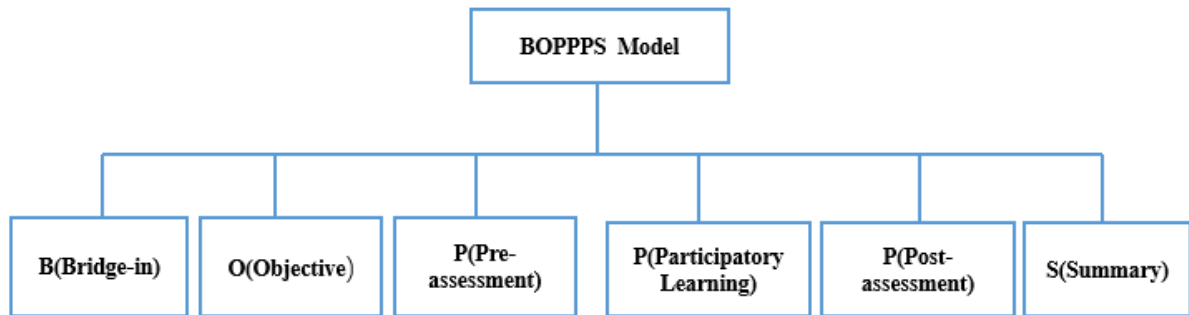 BOPPPS Model
B(Bridge-in)
O(Objective)
P(Pre-
assessment)
P(Participatory
Learning)
P(Post-
assessment)
S(Summary)